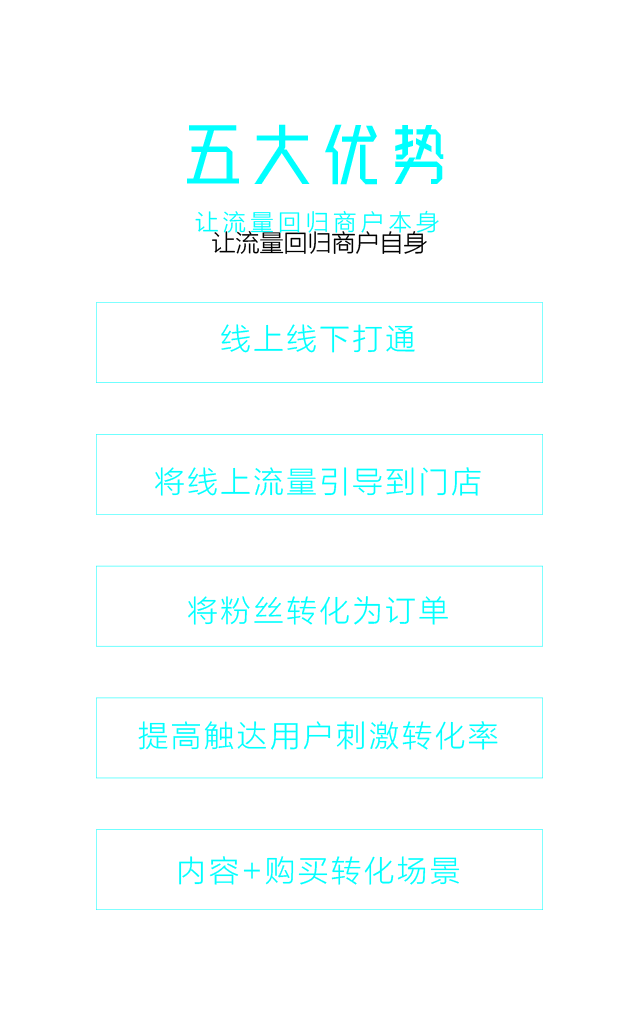 五大优势
让流量回归商户本身
让流量回归商户自身
线上线下打通
将线上流量引导到门店
将粉丝转化为订单
提高触达用户刺激转化率
内容+购买转化场景